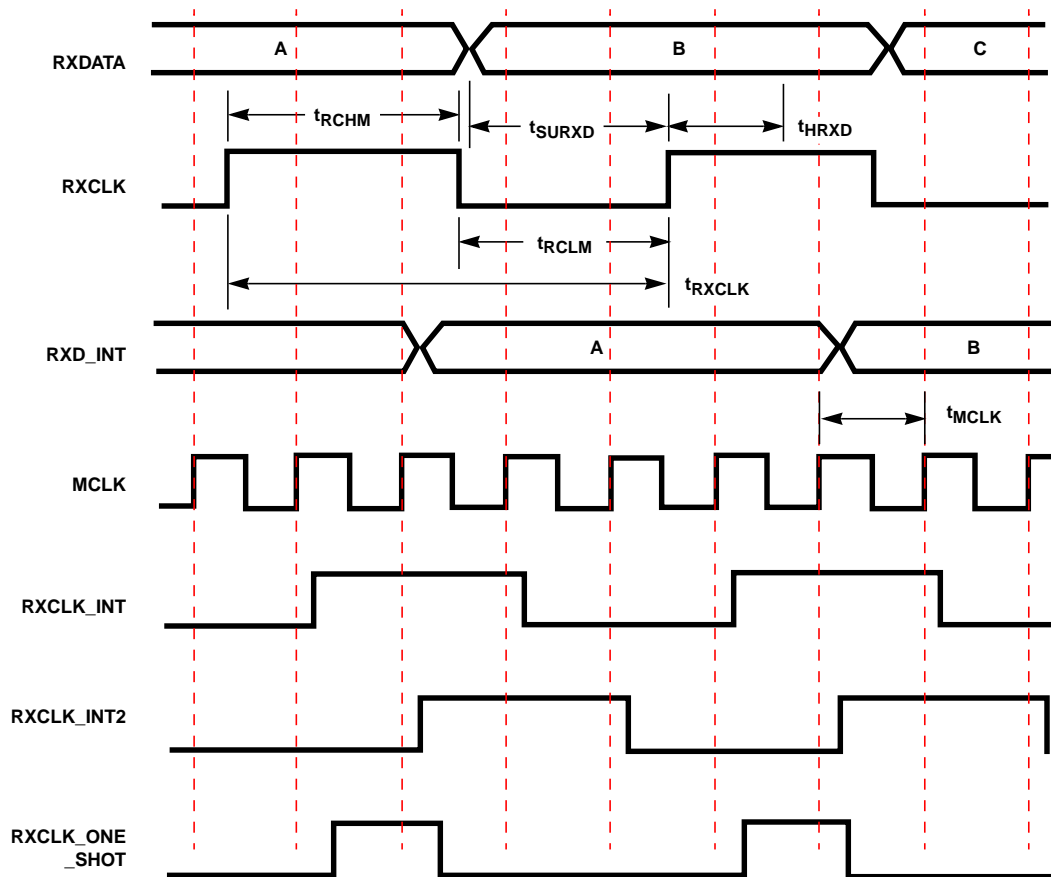 RXDATA
A
B
C
tRCHM
tSURXD
tHRXD
RXCLK
tRCLM
tRXCLK
RXD_INT
A
B
tMCLK
MCLK
RXCLK_INT
RXCLK_INT2
RXCLK_ONE
_SHOT